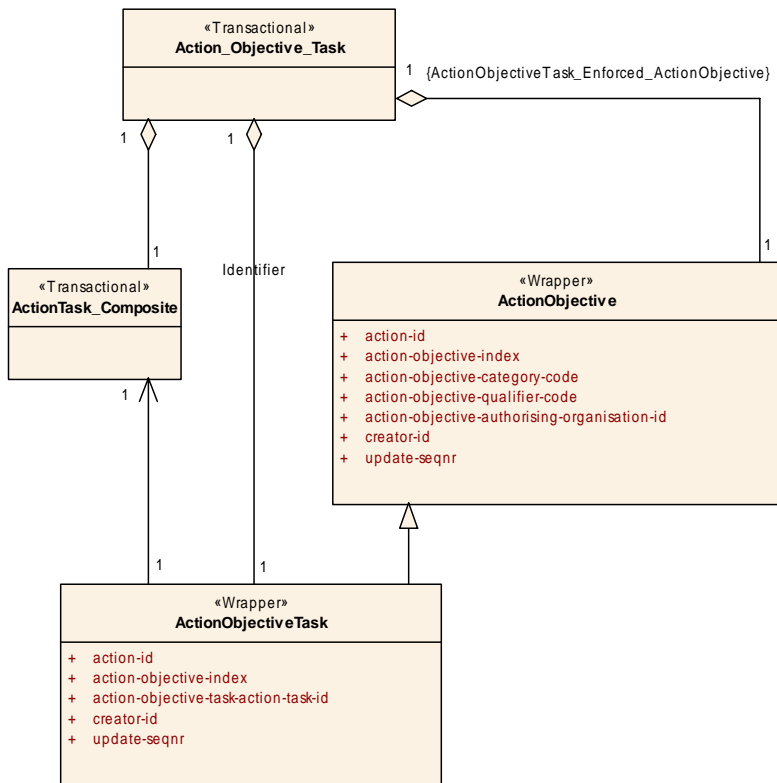 «Transactional»
Action_Objective_Task
1
{ActionObjectiveTask_Enforced_ActionObjective}
1
1
1
1
Identifier
«Transactional»
ActionTask_Composite
1
«Wrapper»
ActionObjective
+ action-id
+ action-objective-index
+ action-objective-category-code
+ action-objective-qualifier-code
+ action-objective-authorising-organisation-id
+ creator-id
+ update-seqnr
1
1
«Wrapper»
ActionObjectiveTask
+ action-id
+ action-objective-index
+ action-objective-task-action-task-id
+ creator-id
+ update-seqnr